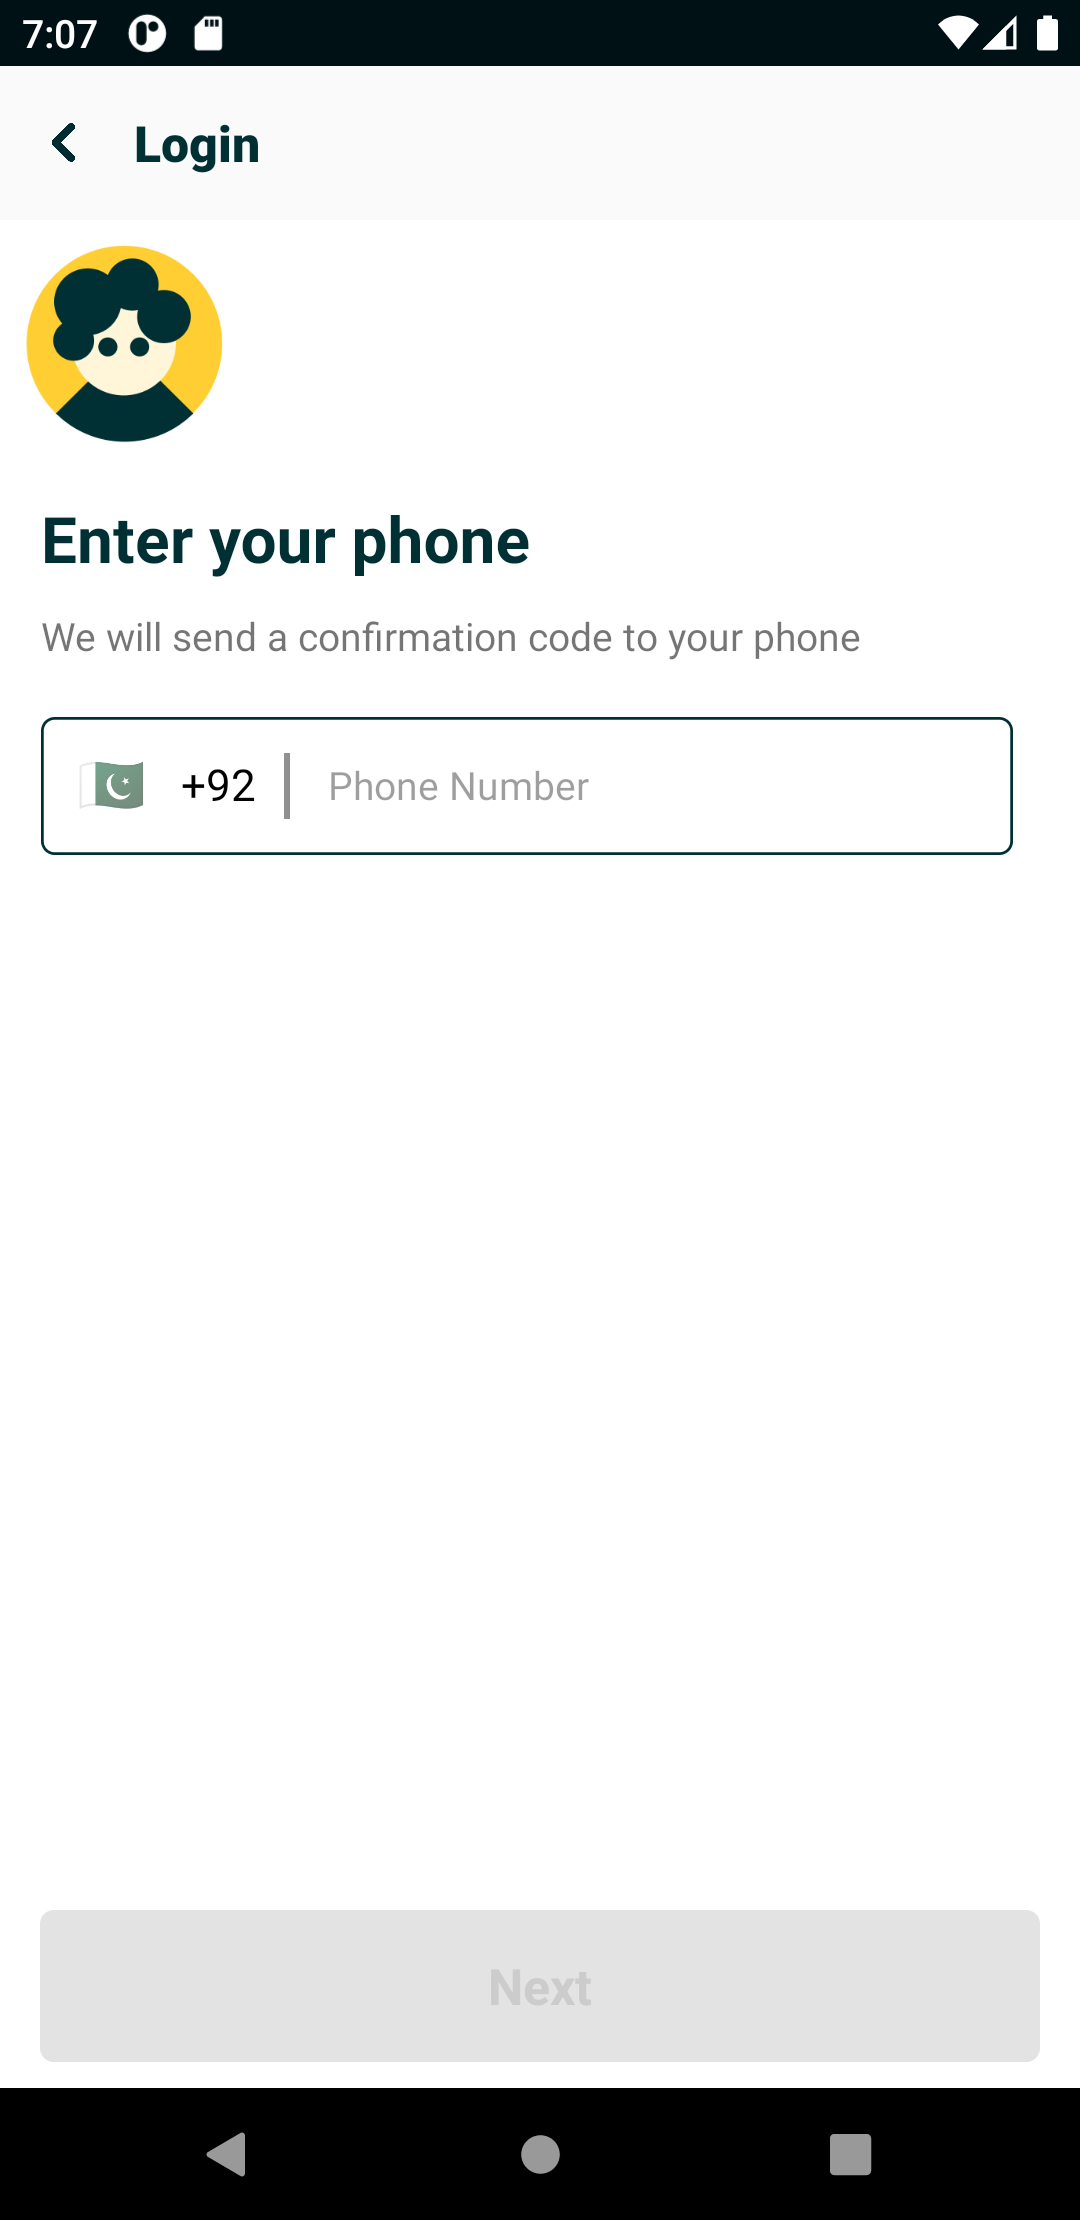 7:07
Login
Enter your phone
We will send a confirmation code to your phone
+92 Phone Number
Next